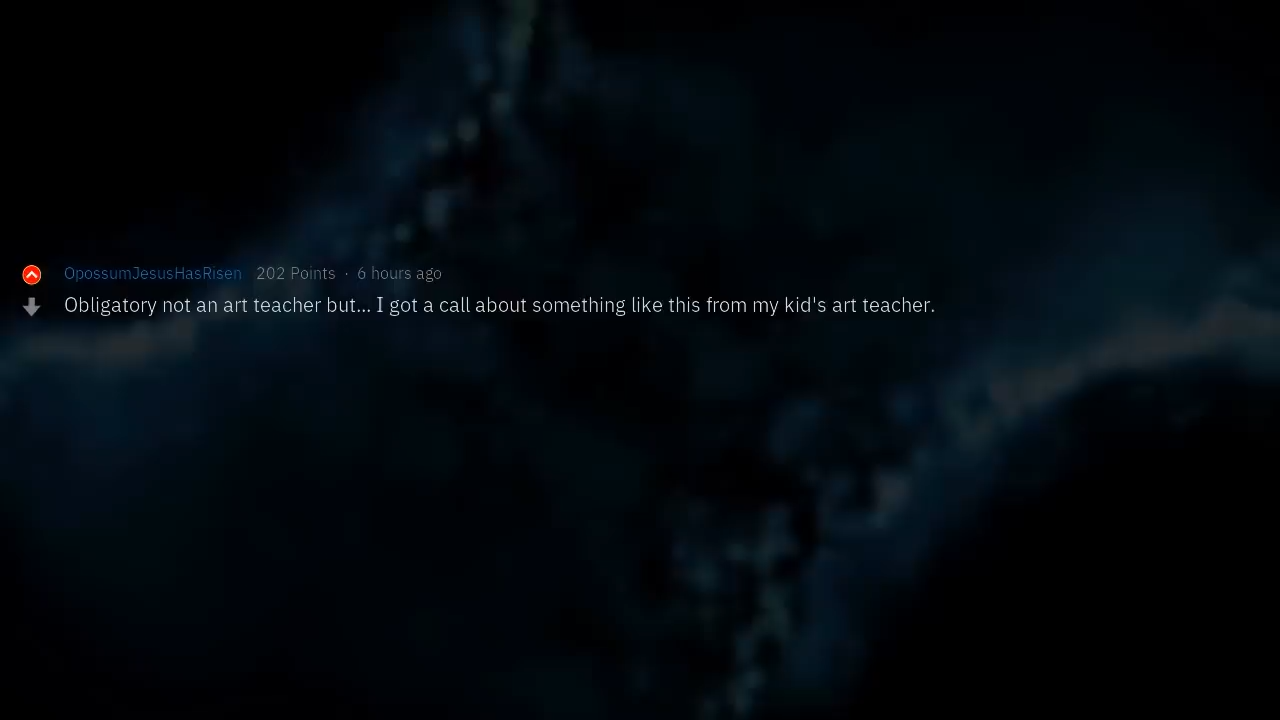 OpossumJesusHasRisen 202 Points · 6 hours ago
Obligatory not an art teacher but... I got a call about something like this from my kid's art teacher.